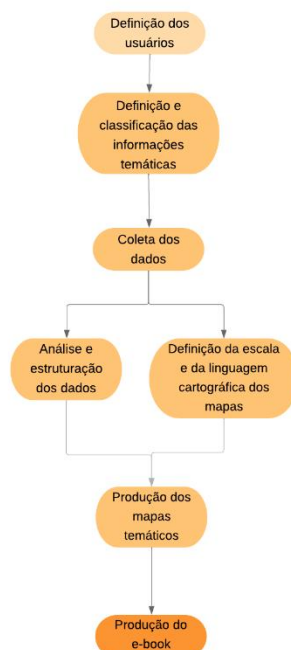 Definição dos
usuários
Definição e
classificação das
informações
temáticas
Coleta dos
dados
Análise e
estruturação
dos dados
Definição da escala
e da linguagem
cartográfica dos
mapas
Produção dos
mapas
temáticos
Produção do
e-book